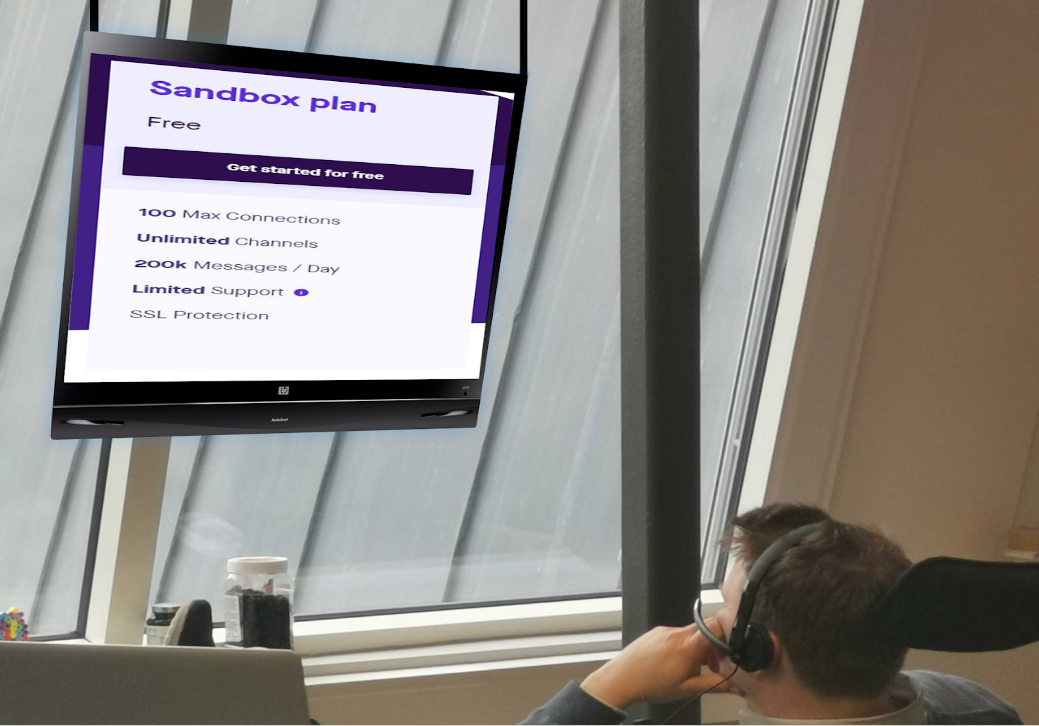 Sandbox plan
Free
Get started for free
100 Max Connections
Unlimited Channels
200k Messages / Day
Limited Support
SSL Protection
hp